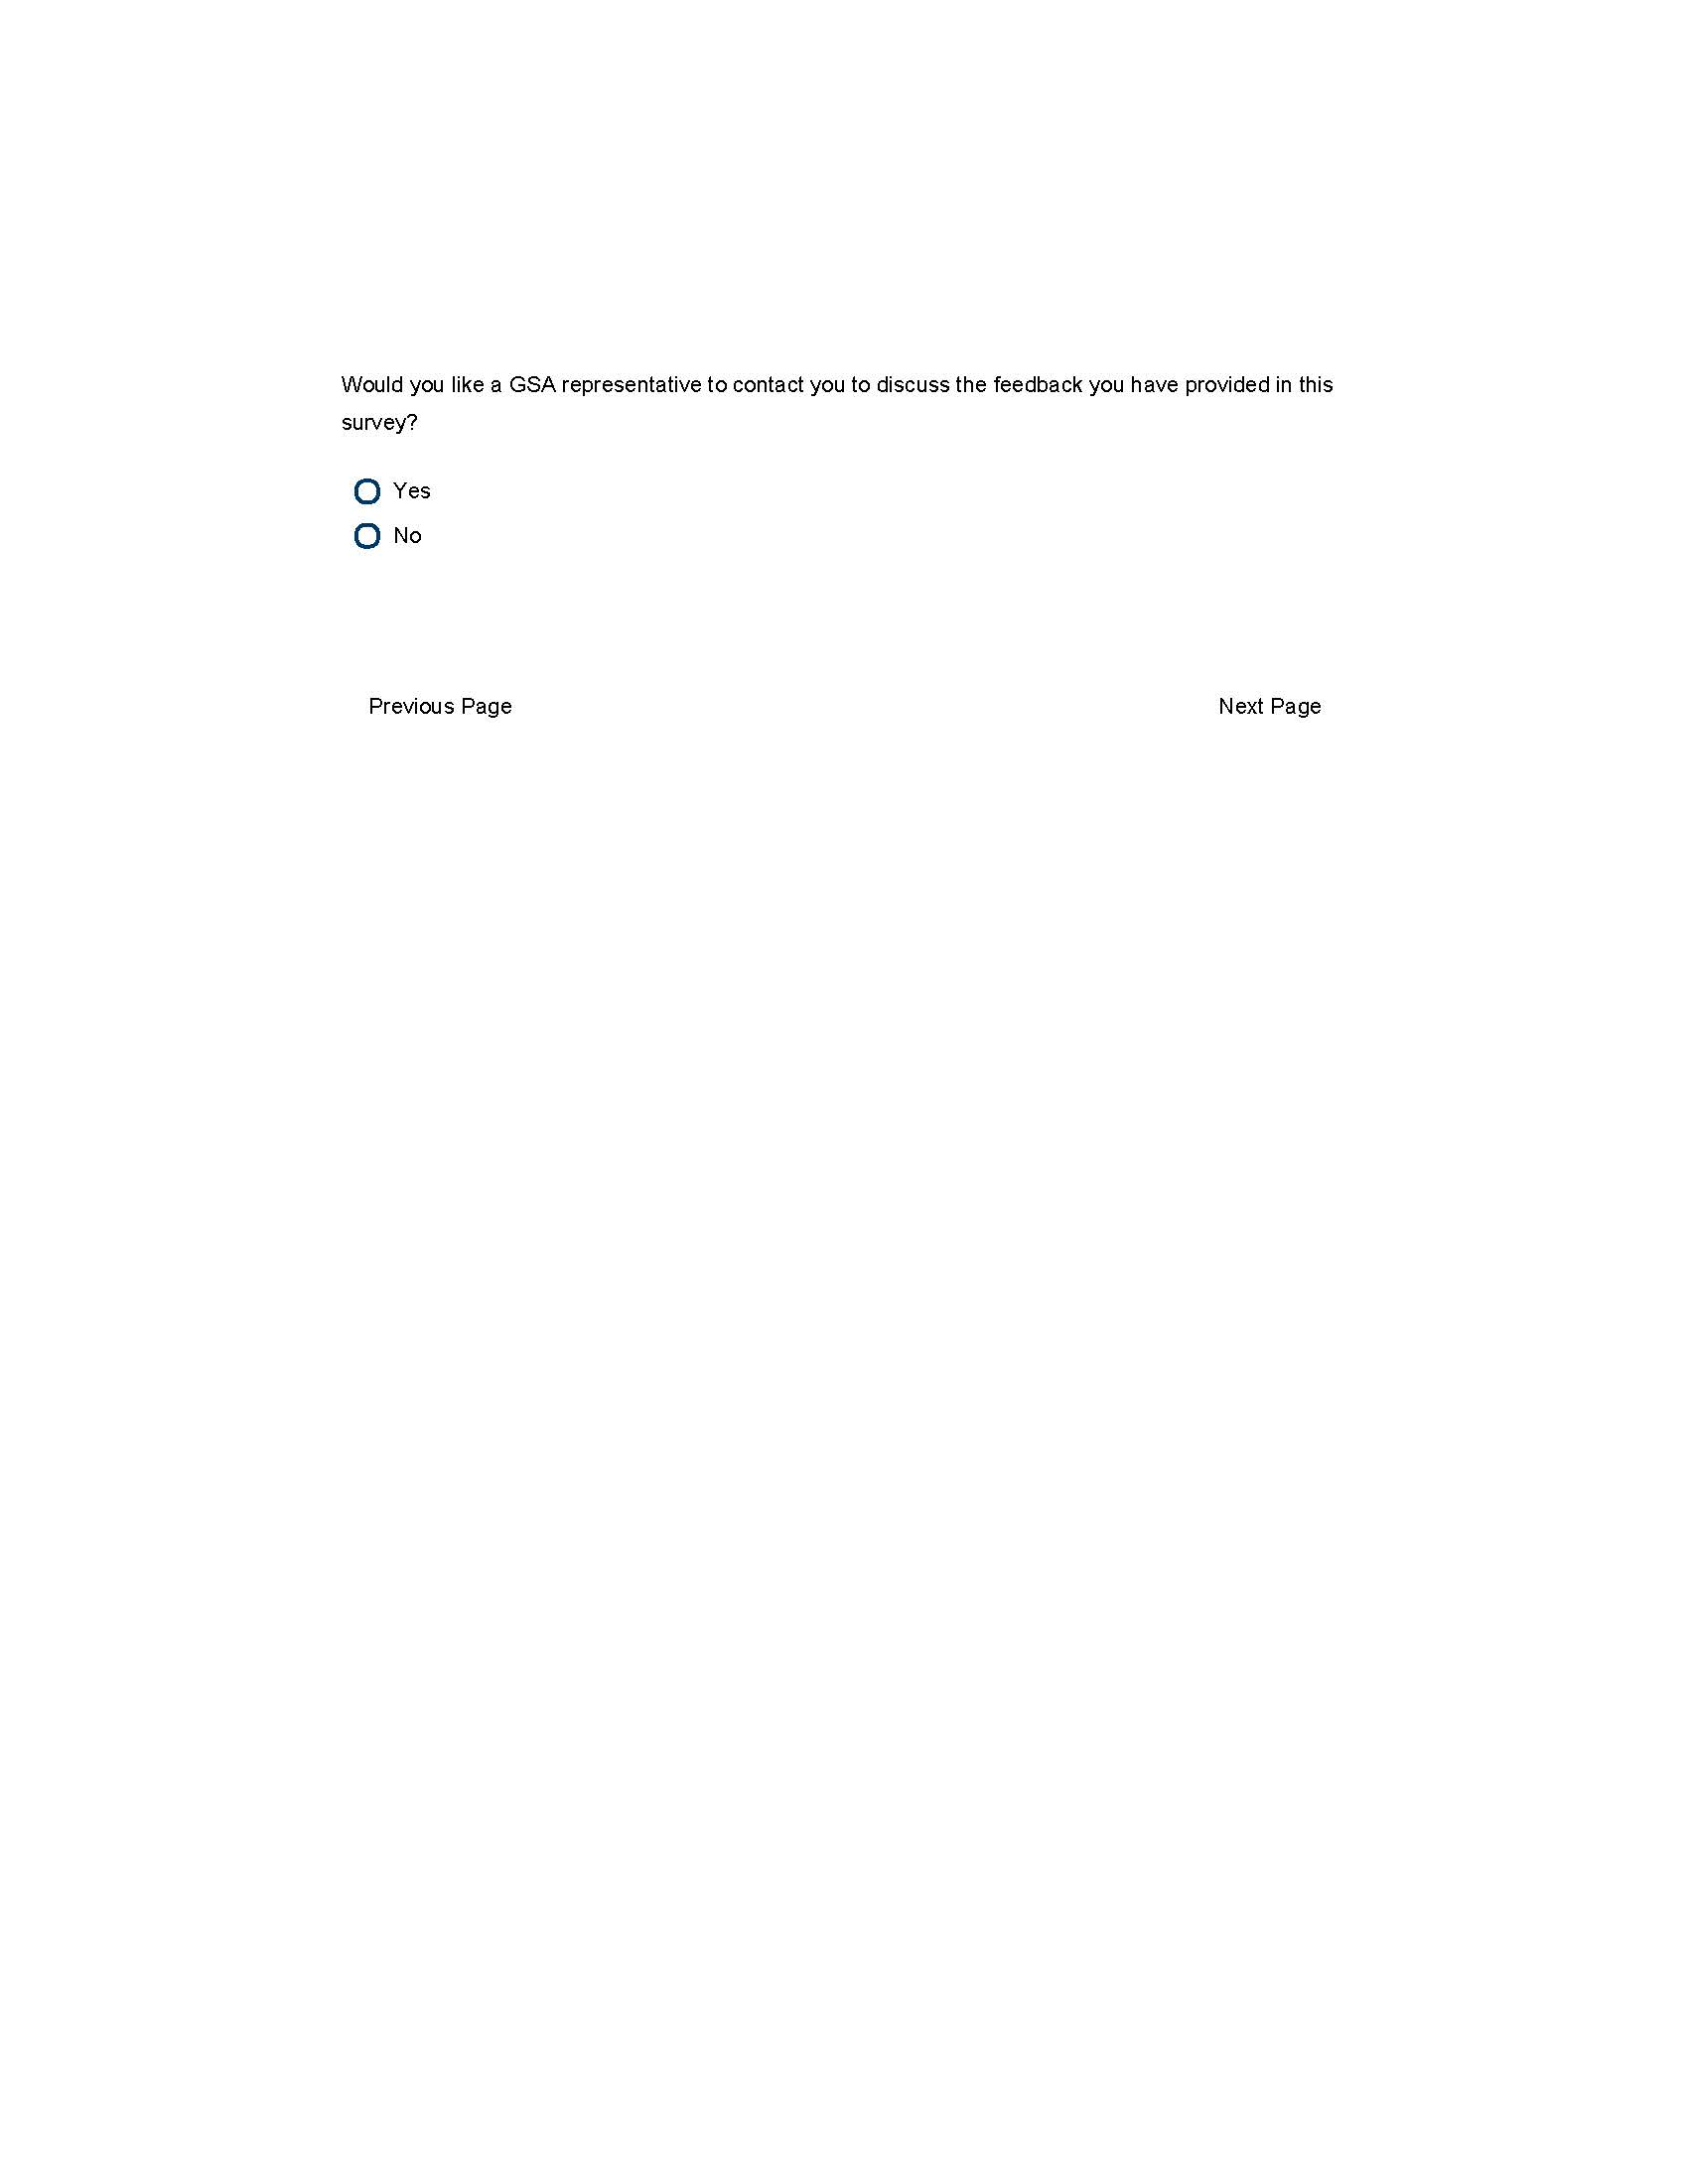 Would you like a GSA representative to contact you to discuss the feedback you have provided in this
survey?
Yes
No
Previous Page
Next Page